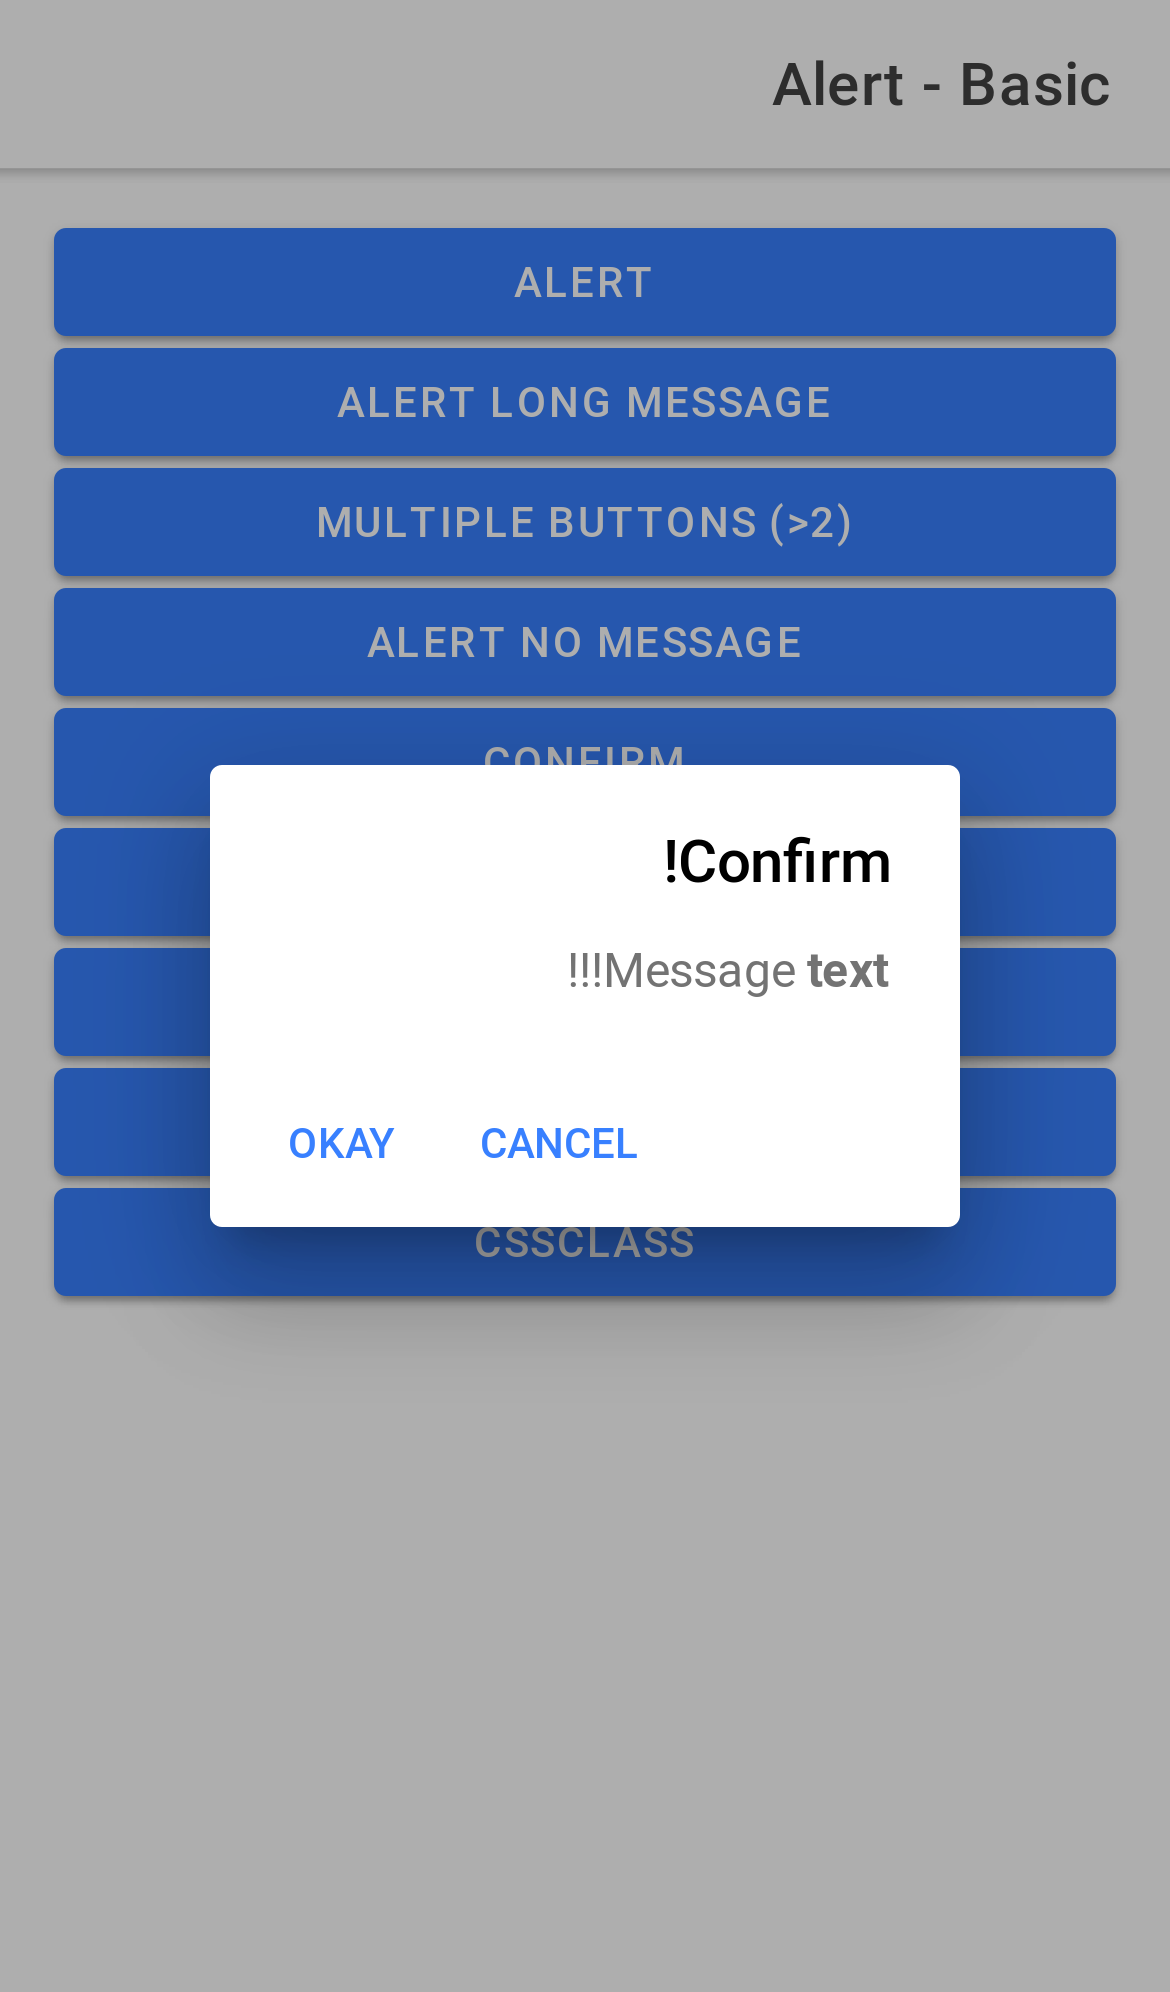 Alert - Basic
ALERT
ALERT LONG MESSAGE
MULTIPLE BUTTONS (>2)
ALERT NO MESSAGE
CONFIRM
!Confirm
!!!Message text
OKAY CANCEL
CSSCLASS